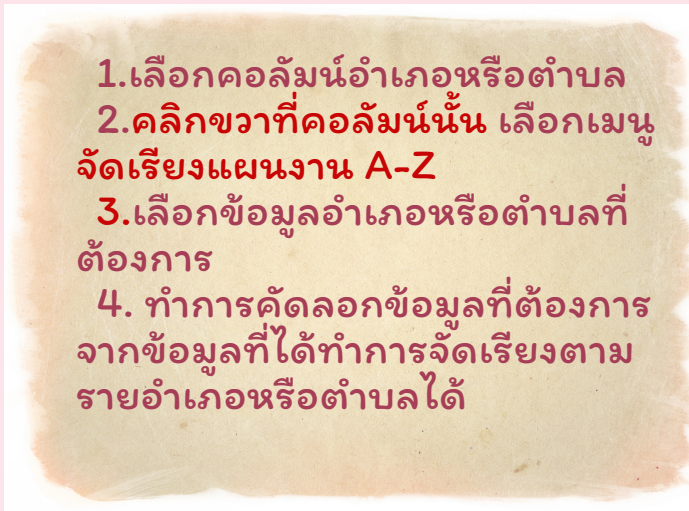 1.เลือกคอลัมน์อำเภอหรือตำบล
2.คลิกขวาที่คอลัมน์นั้น เลือกเมนู
จัดเรียงแผนงาน A-Z
3.เลือกข้อมูลอำเภอหรือตำบลที่
ต้องการ
4. ทำการคัดลอกข้อมูลที่ต้องการ
จากข้อมูลที่ได้ทำการจัดเรียงตาม
รายอำเภอหรือตำบลได้